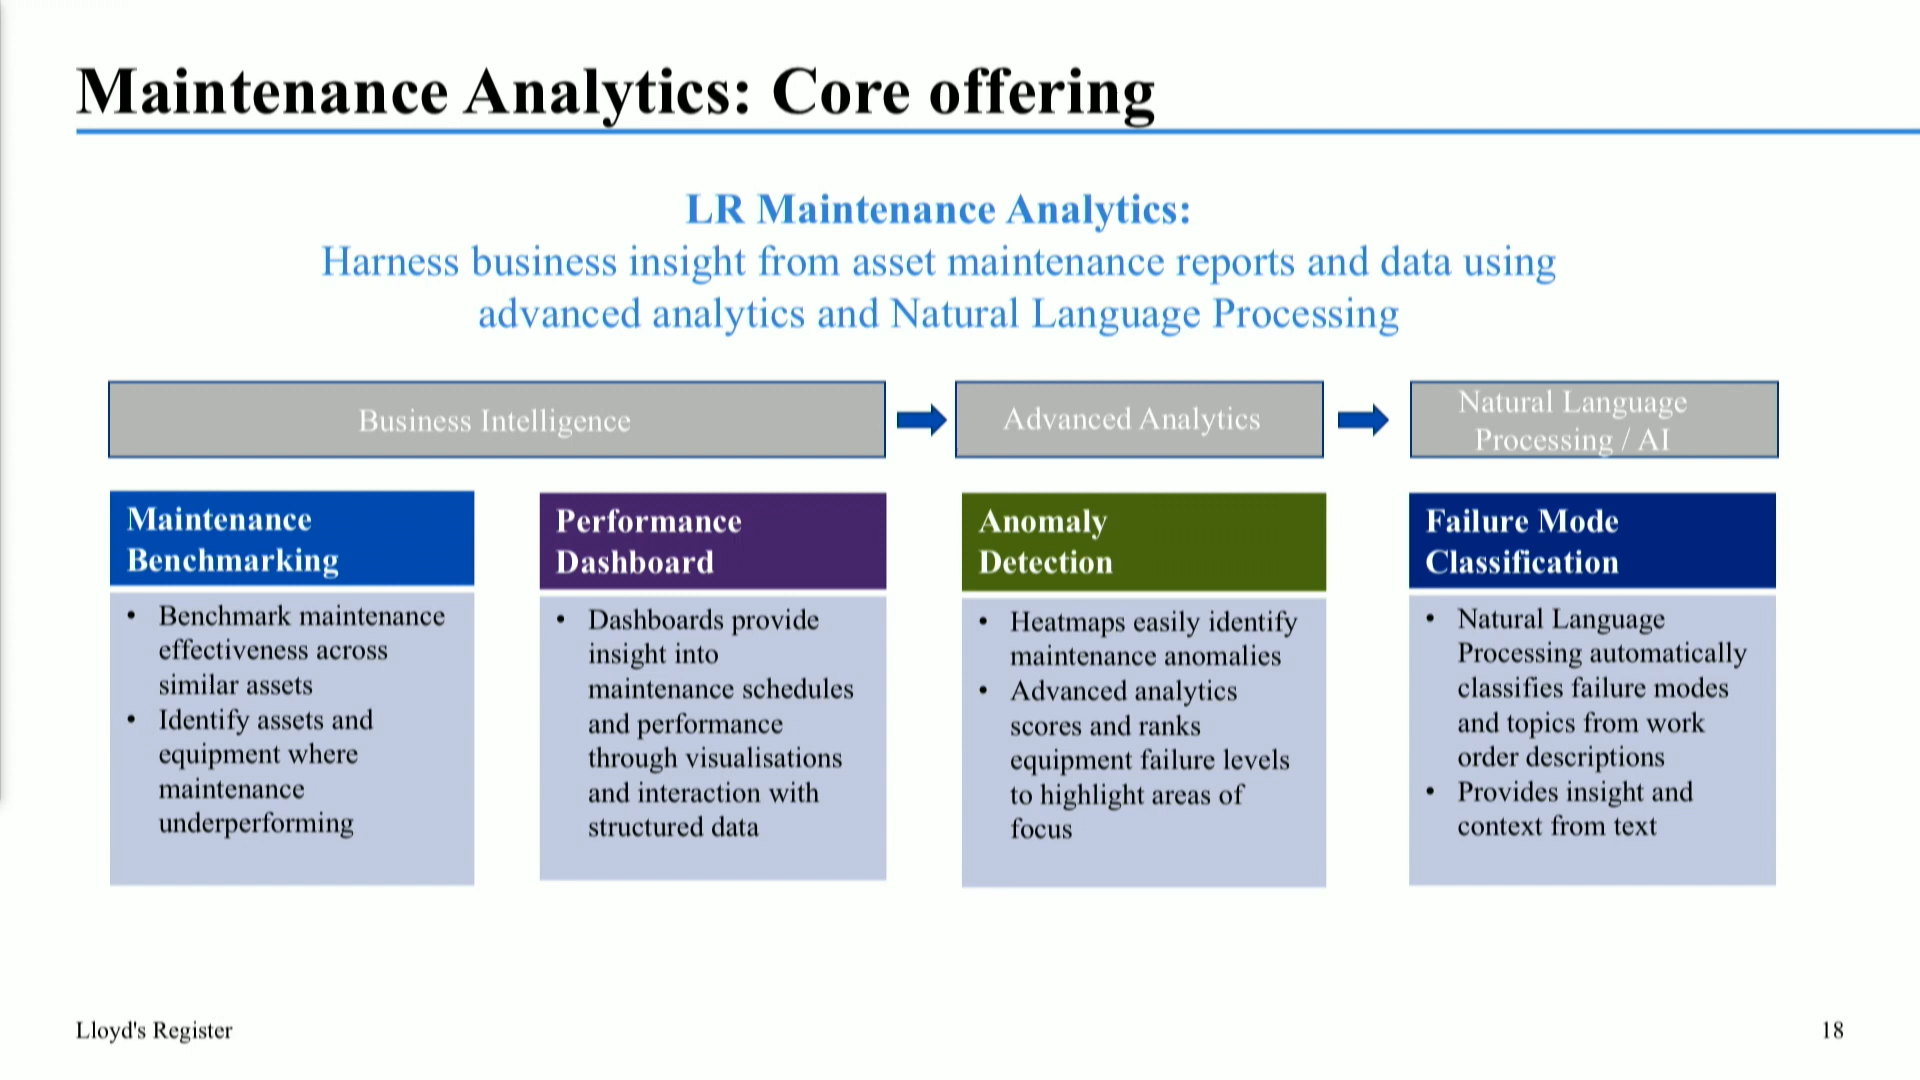 Maintenance Analytics: Core offering
LR Maintenance Analytics:
Harness business insight from asset maintenance reports and data using
advanced analytics and Natural Language Processing
Business Intelligence
Advanced Analytics
Natural Language
Processing / AI
Maintenance
Benchmarking
• Benchmark maintenance
effectiveness across
similar assets
• Identify assets and
equipment where
maintenance
underperforming
Performance
Dashboard
• Dashboards provide
insight into
maintenance schedules
and performance
through visualisations
and interaction with
structured data
Anomaly
Detection
• Heatmaps easily identify
maintenance anomalies
• Advanced analytics
scores and ranks
equipment failure levels
to highlight areas of
focus
Failure Mode
Classification
• Natural Language
Processing automatically
classifies failure modes
and topics from work
order descriptions
• Provides insight and
context from text
Lloyd's Register
18